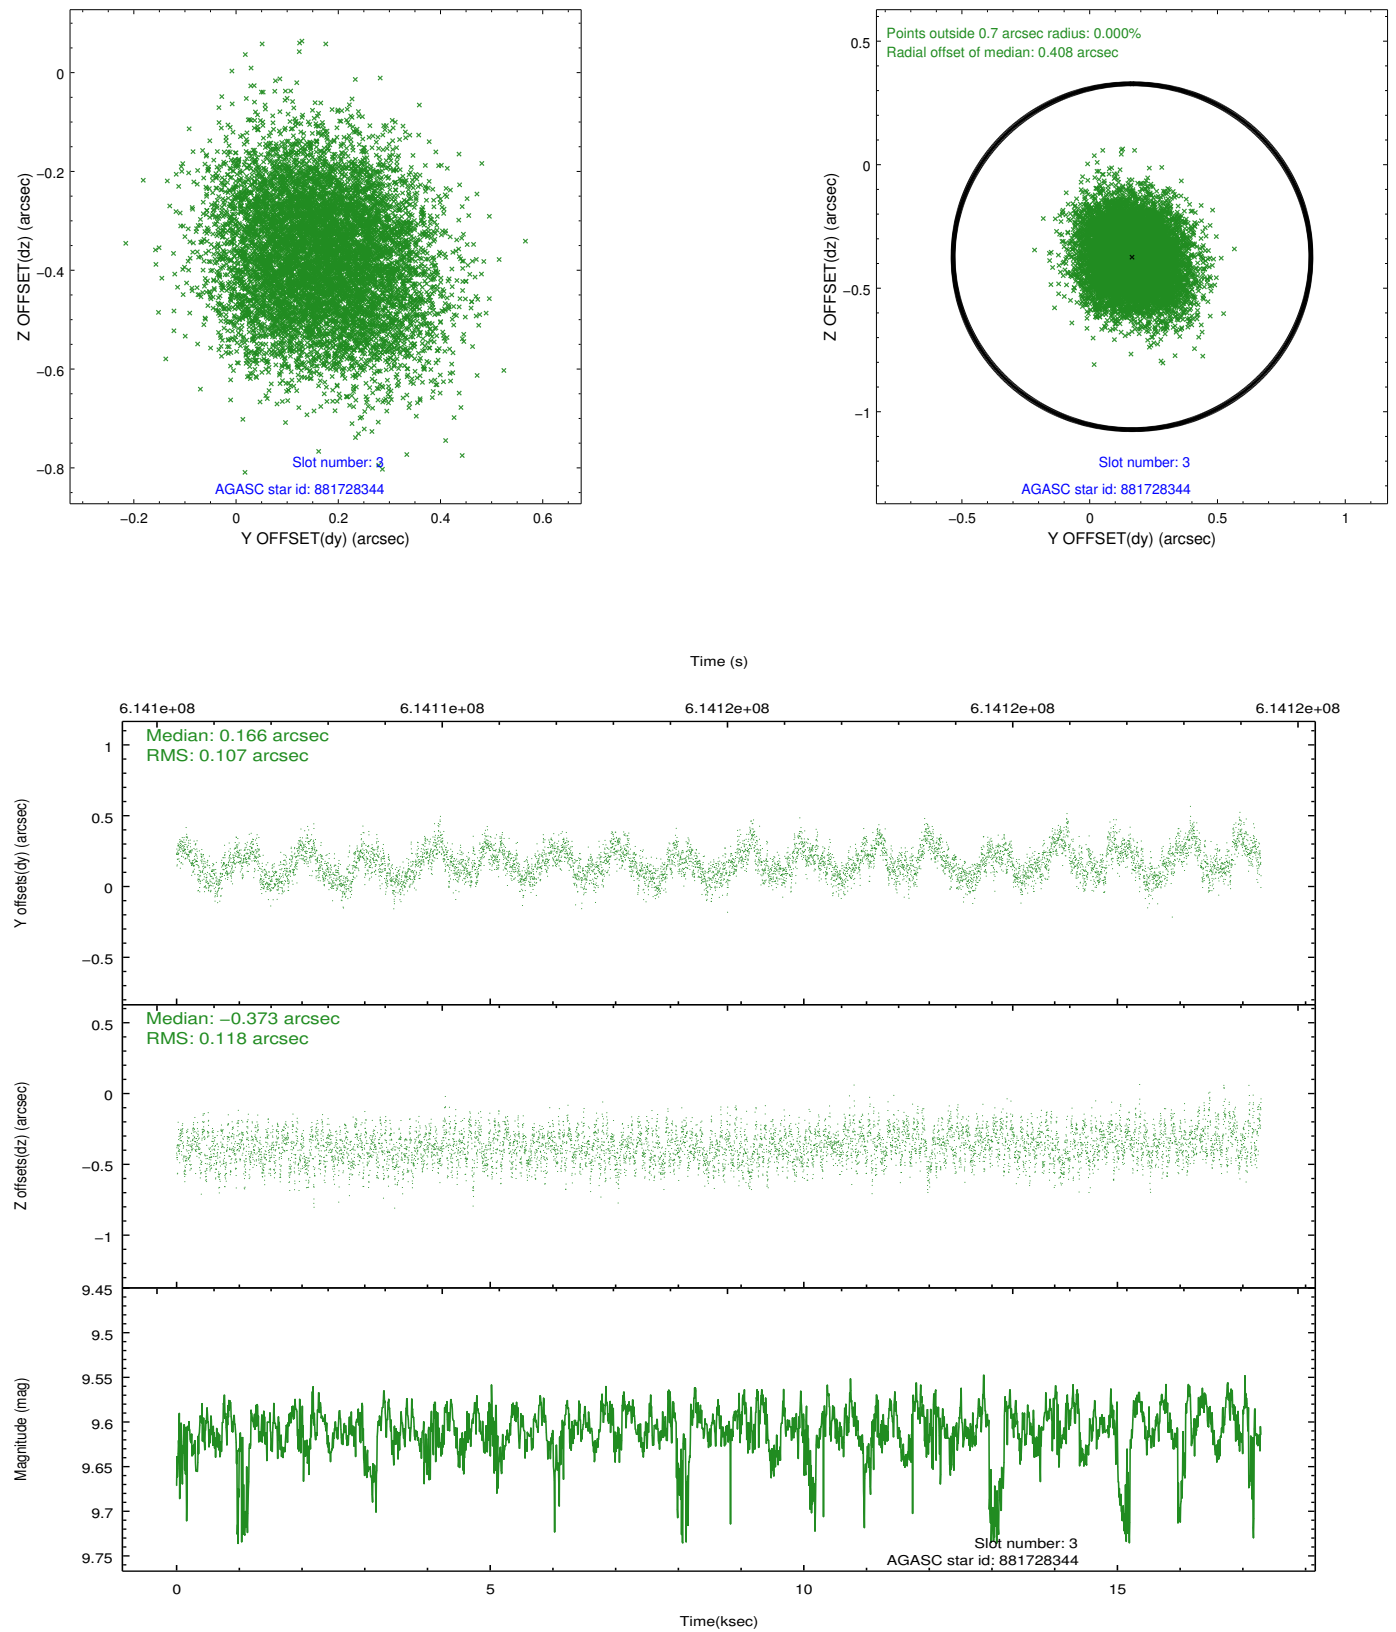 0
−0.2
−0.4
−0.6
−0.8
Z OFFSET(dz) (arcsec)
Slot number: 3
AGASC star id: 881728344
−0.2 0 0.2 0.4 0.6
Y OFFSET(dy) (arcsec)
Points outside 0.7 arcsec radius: 0.000%
Radial offset of median: 0.408 arcsec
0.5
0
−0.5
−1
Z OFFSET(dz) (arcsec)
Slot number: 3
AGASC star id: 881728344
−0.5 0 0.5 1
Y OFFSET(dy) (arcsec)
Time (s)
6.141e+08 6.1411e+08 6.1412e+08 6.1412e+08 6.1412e+08
Median: 0.166 arcsec
RMS: 0.107 arcsec
1
0.5
0
−0.5
Y offsets(dy) (arcsec)
Median: −0.373 arcsec
RMS: 0.118 arcsec
0.5
0
−0.5
−1
Z offsets(dz) (arcsec)
9.45
9.5
9.55
9.6
9.65
9.7
9.75
Magnitude (mag)
Slot number: 3
AGASC star id: 881728344
0 5 10 15
Time(ksec)